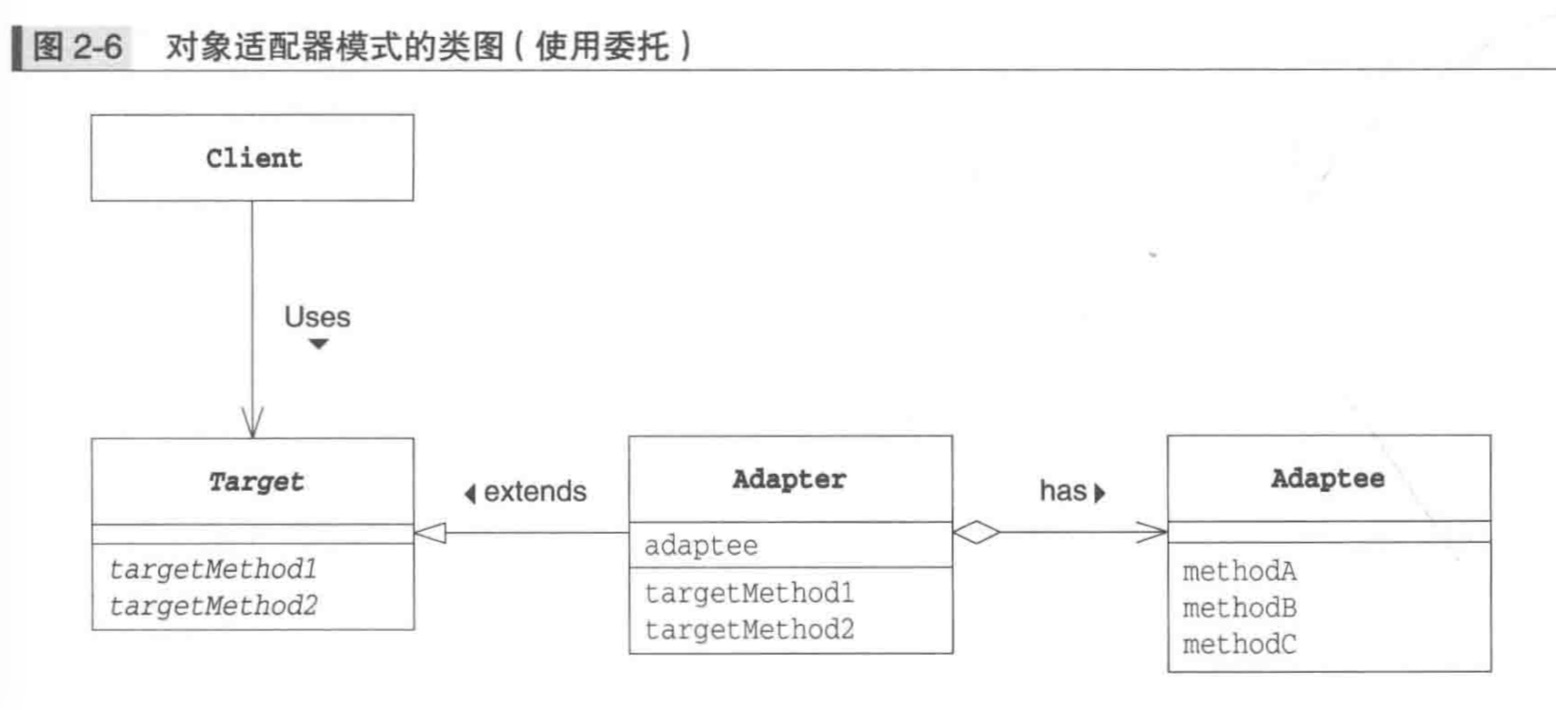 图 2-6 对象适配器模式的类图（使用委托）
Client
Uses
Target
targetMethod1
targetMethod2
extends
Adapter
adaptee
targetMethod1
targetMethod2
has
Adaptee
methodA
methodB
methodC